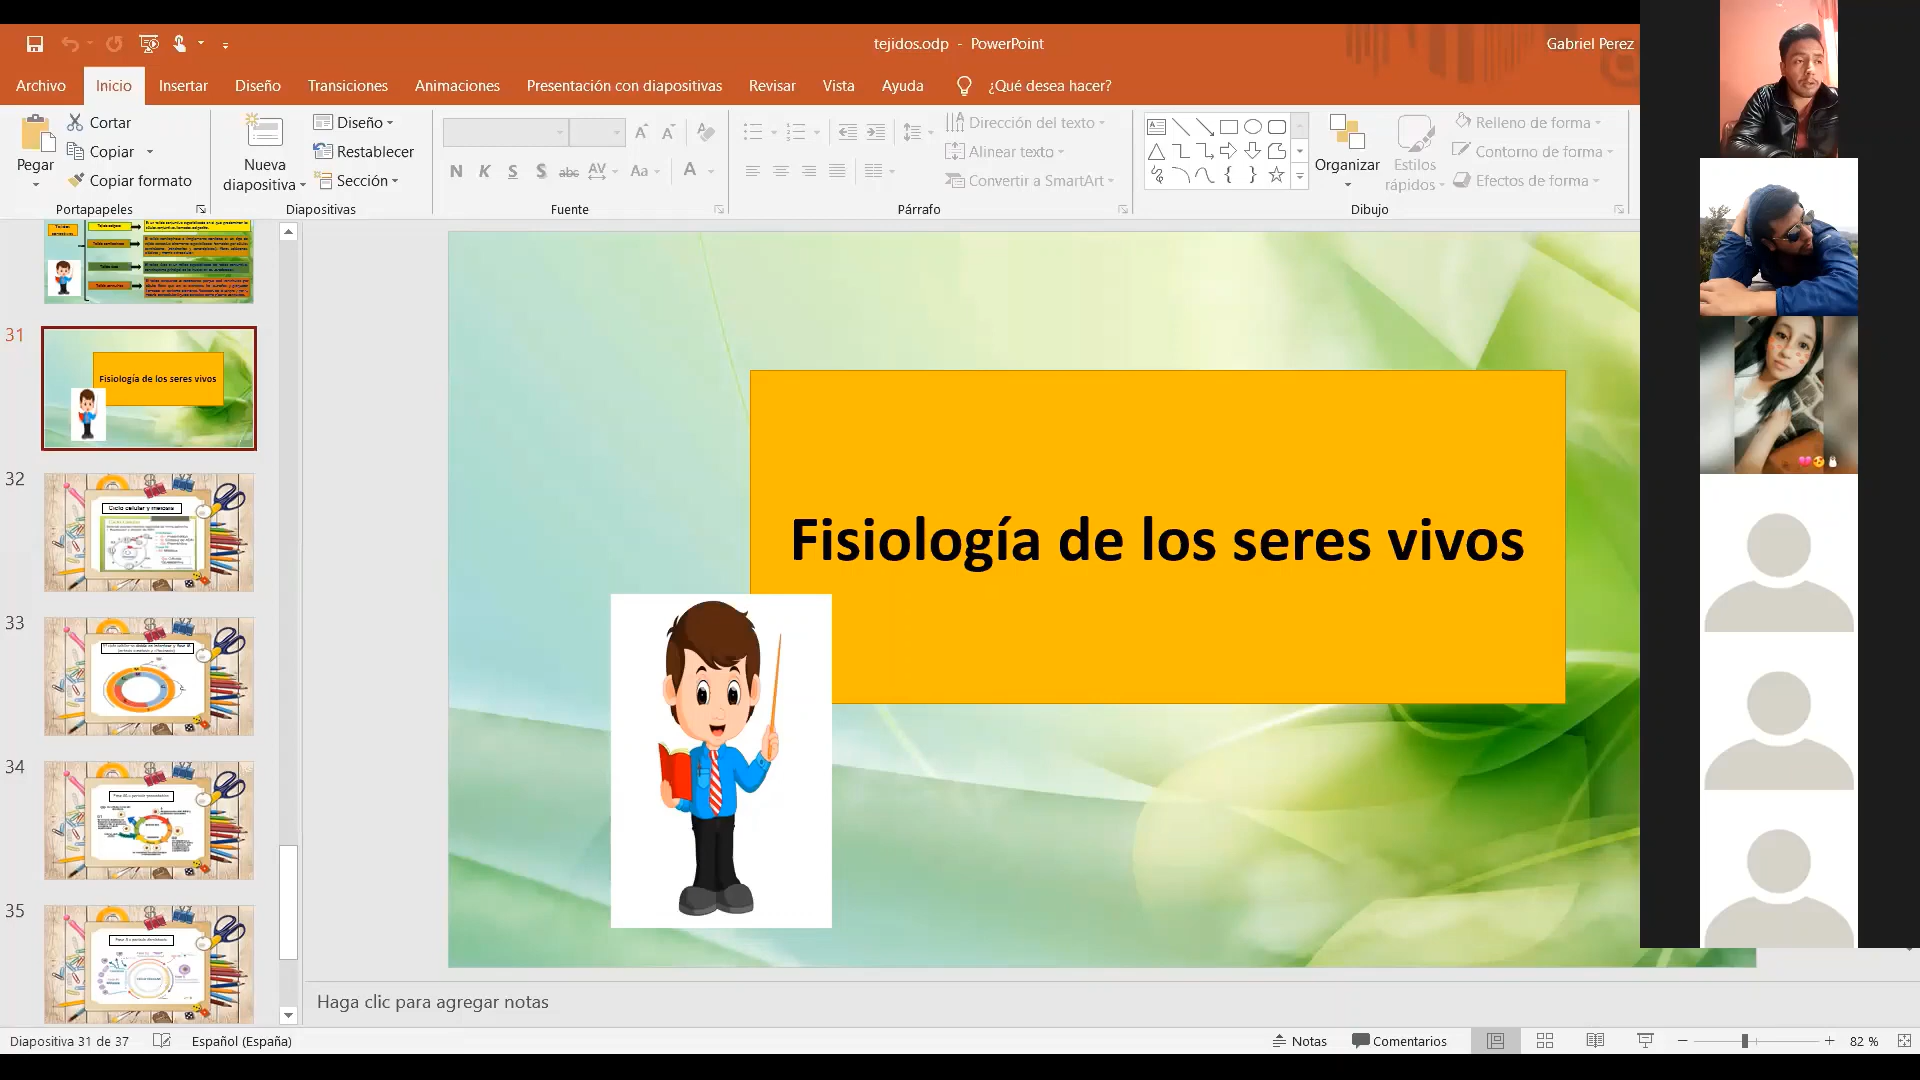 tejidos.odp - PowerPoint
Gabriel Perez
Archivo
Inicio
Insertar
Diseño
Transiciones
Animaciones
Presentación con diapositivas
Revisar
Vista
Ayuda
¿Qué desea hacer?
Pegar
Cortar
Copiar
Copiar formato
Portapapeles
Nueva
diapositiva
Diseño
Restablecer
Sección
Diapositivas
N K S S abc AV Aa A
Fuente
Dirección del texto
Alinear texto
Convertir a SmartArt
Párrafo
Organizar
Estilos
rápidos
Relleno de forma
Contorno de forma
Efectos de forma
Dibujo
31
Fisiología de los seres vivos
32
Ciclo celular y meiosis
33
34
35
Fisiología de los seres vivos
Haga clic para agregar notas
Diapositiva 31 de 37
Español (España)
Notas
Comentarios
82 %